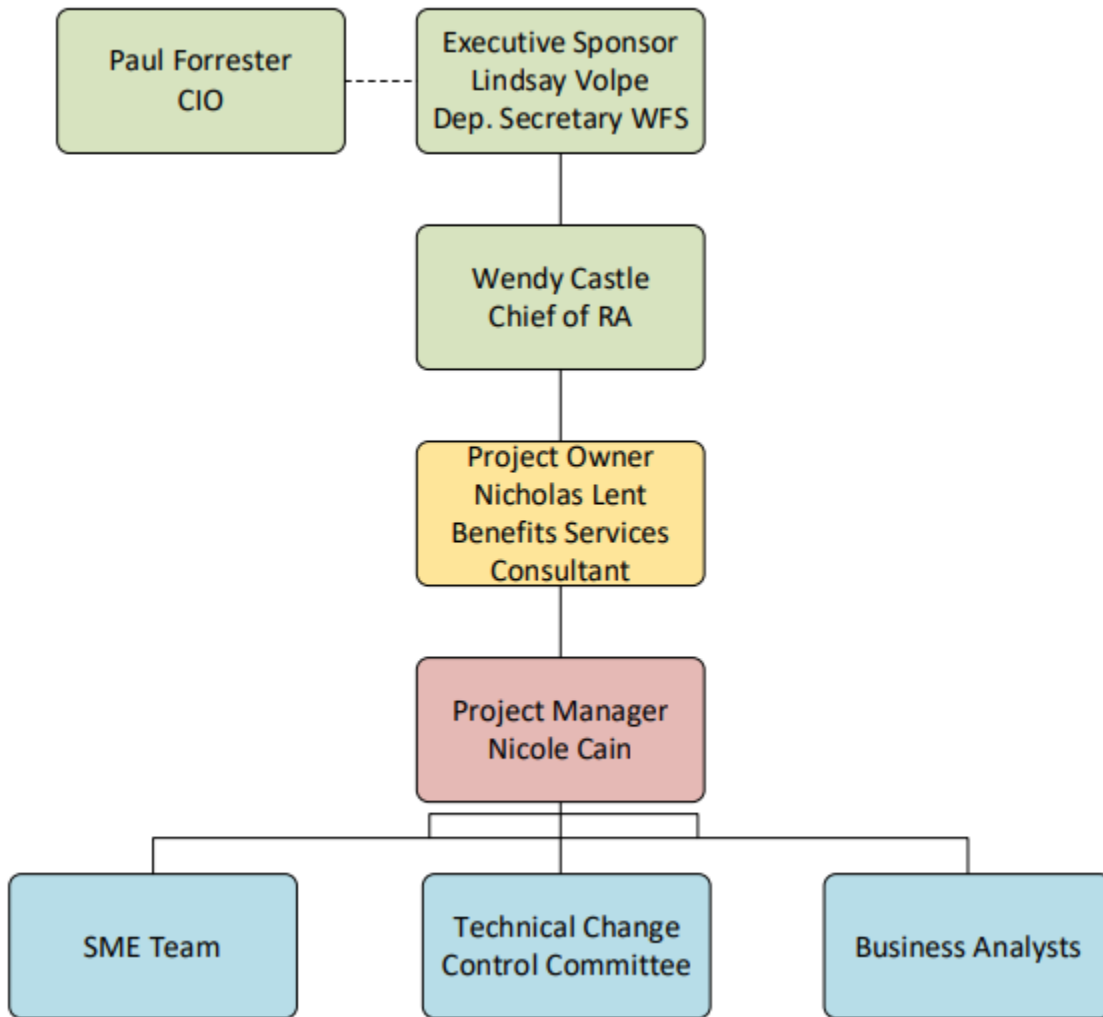 Paul Forrester
CIO
Executive Sponsor
Lindsay Volpe
Dep. Secretary WFS
Wendy Castle
Chief of RA
Project Owner
Nicholas Lent
Benefits Services
Consultant
Project Manager
Nicole Cain
SME Team
Technical Change
Control Committee
Business Analysts